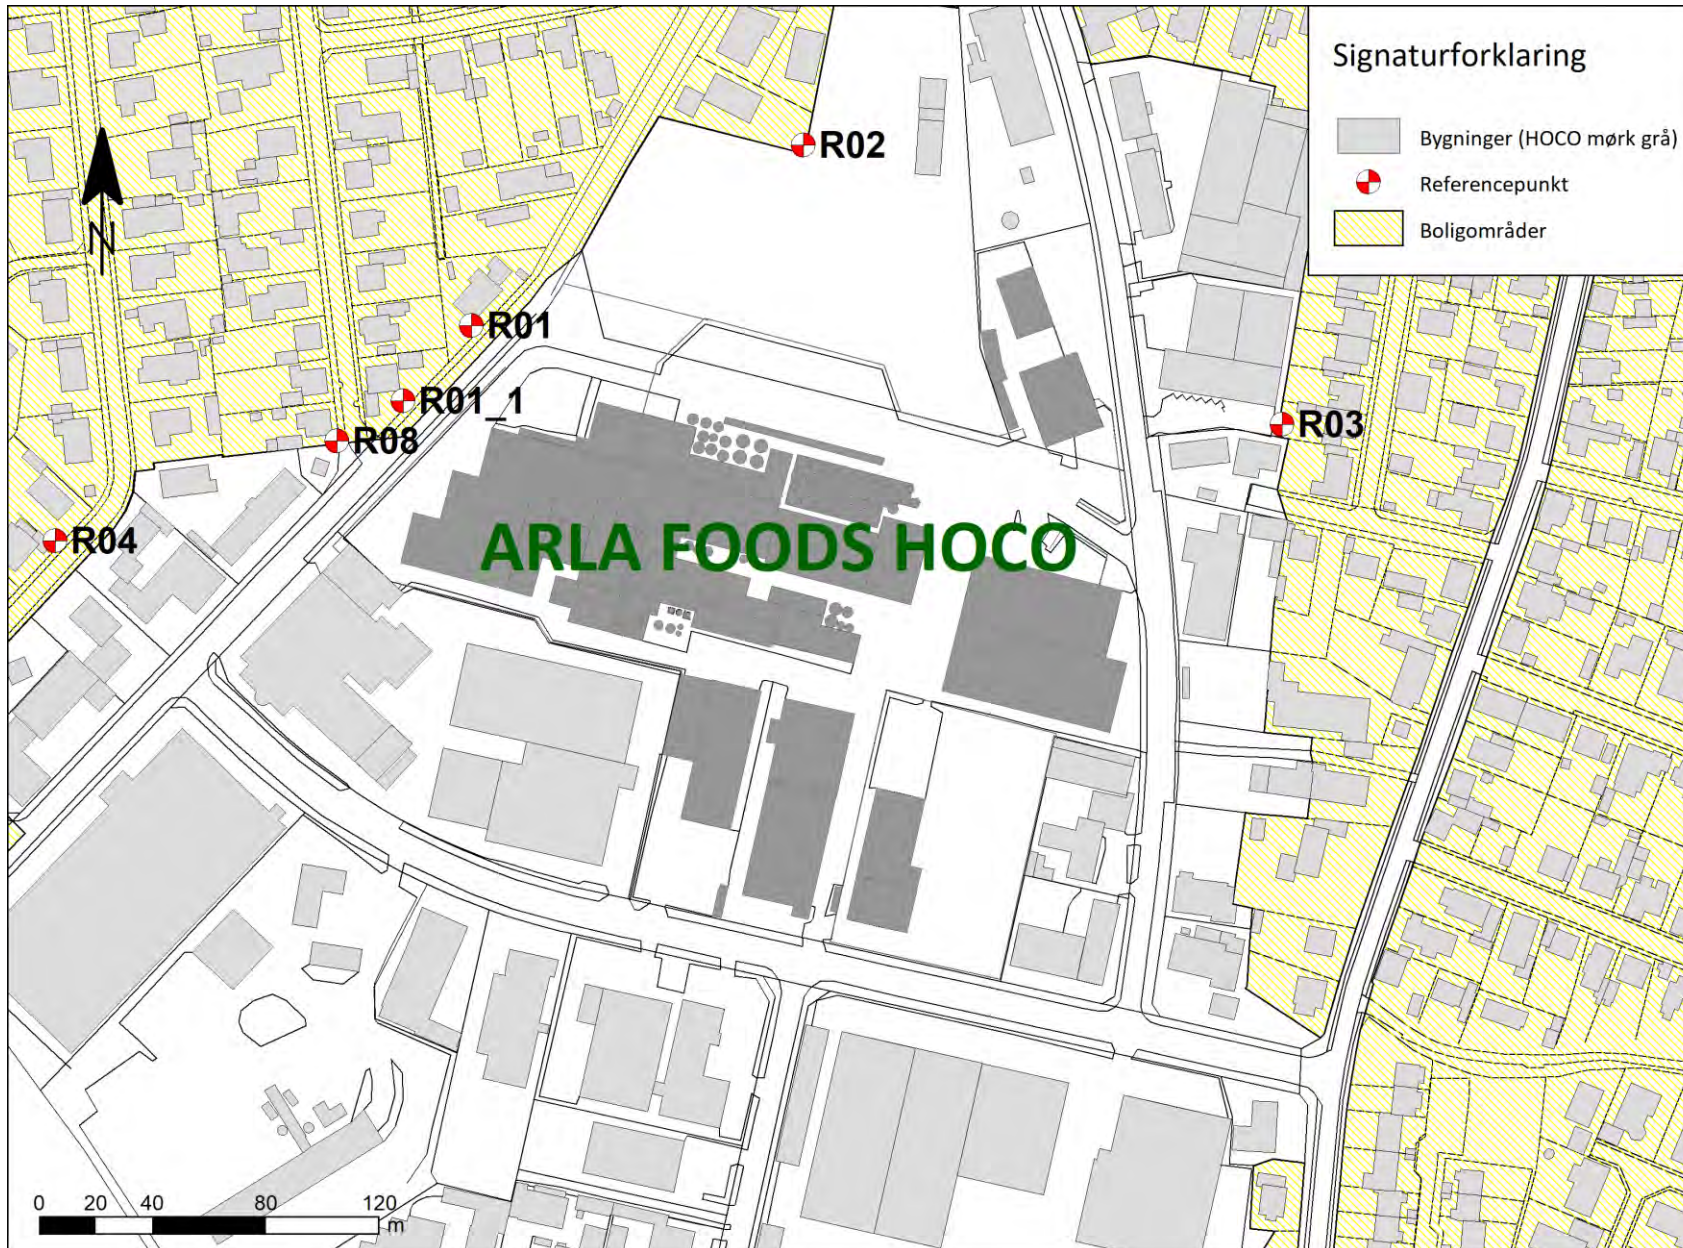 Signaturforklaring
Bygninger (HOCO mørk grå)
Referencepunkt
Boligområder
R02
N
R01
R01_1
R03
R08
R04
ARLA FOODS HOCO
0 20 40 80 120
m